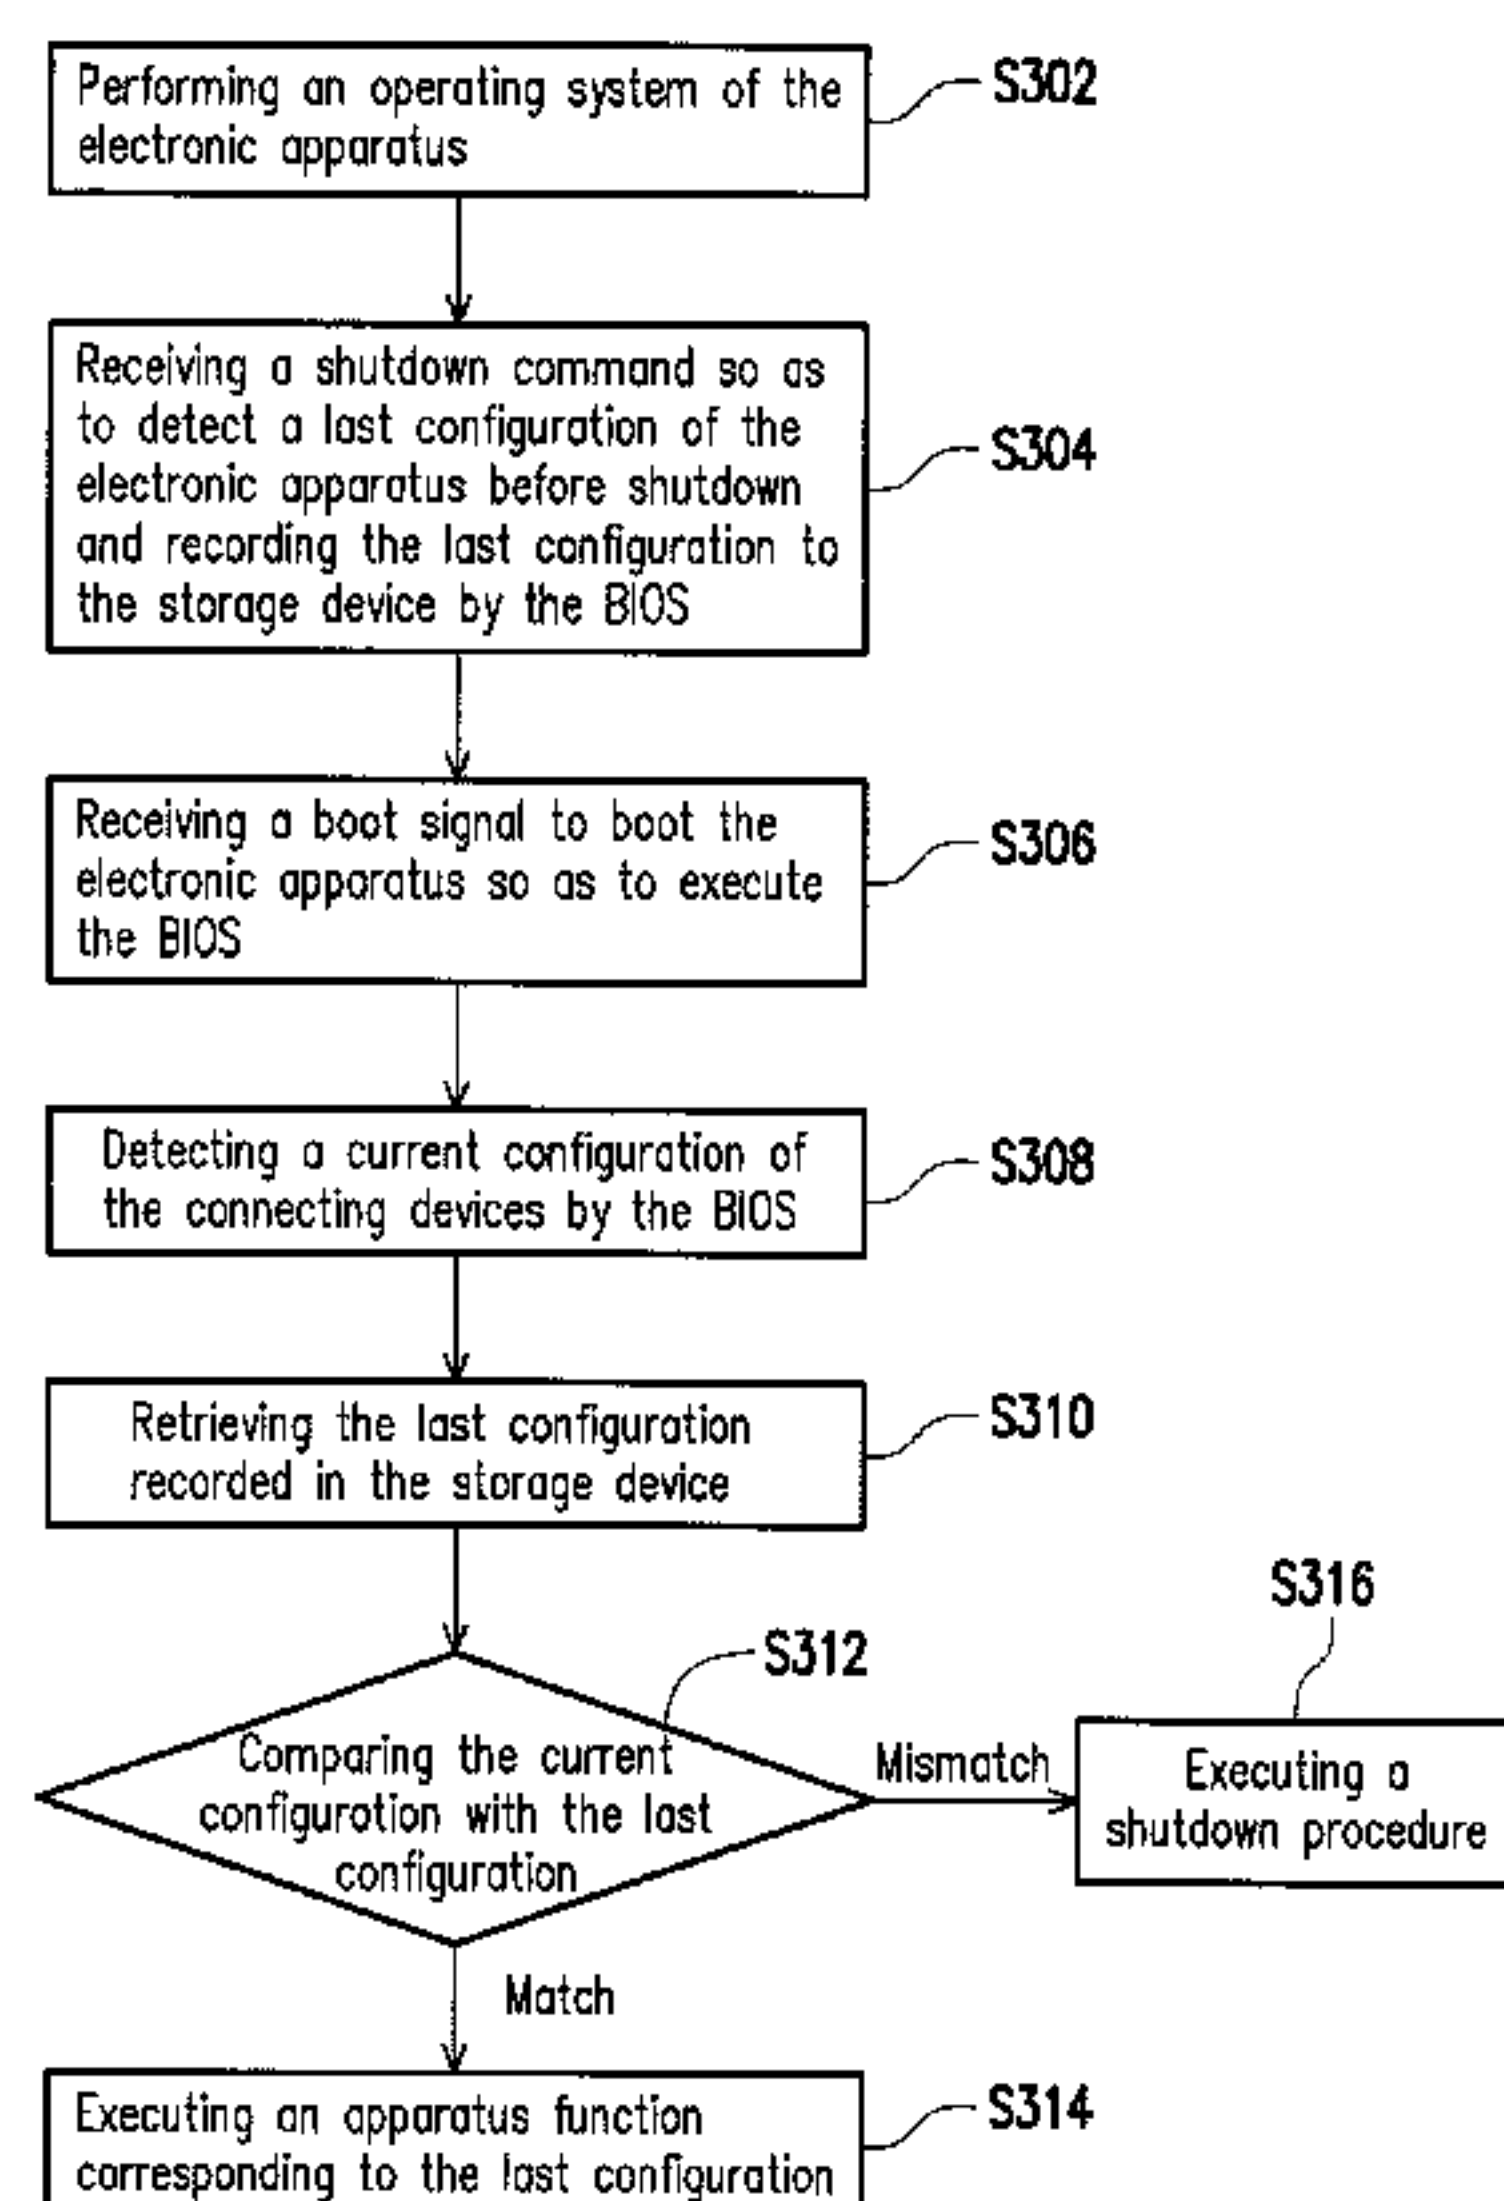 Performing an operating system of the
electronic apparatus
S302
Receiving a shutdown command so as
to detect a last configuration of the
electronic apparatus before shutdown
and recording the last configuration to
the storage device by the BIOS
S304
Receiving a boot signal to boot the
electronic apparatus so as to execute
the BIOS
S306
Detecting a current configuration of
the connecting devices by the BIOS
S308
Retrieving the last configuration
recorded in the storage device
S310
S312
Comparing the current
configuration with the last
configuration
Mismatch
S316
Executing a
shutdown procedure
Match
Executing an apparatus function
corresponding to the last configuration
S314